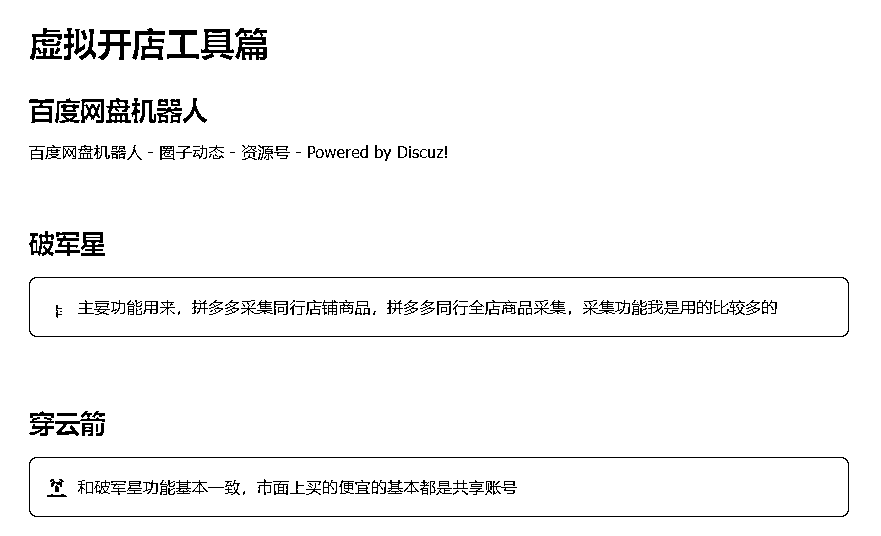 虚拟开店工具篇
百度网盘机器人
百度网盘机器人 - 圈子动态 - 资源号 - Powered by Discuz!
破军星
主要功能用来，拼多多采集同行店铺商品，拼多多同行全店商品采集，采集功能我是用的比较多的
穿云箭
和破军星功能基本一致，市面上买的便宜的基本都是共享账号